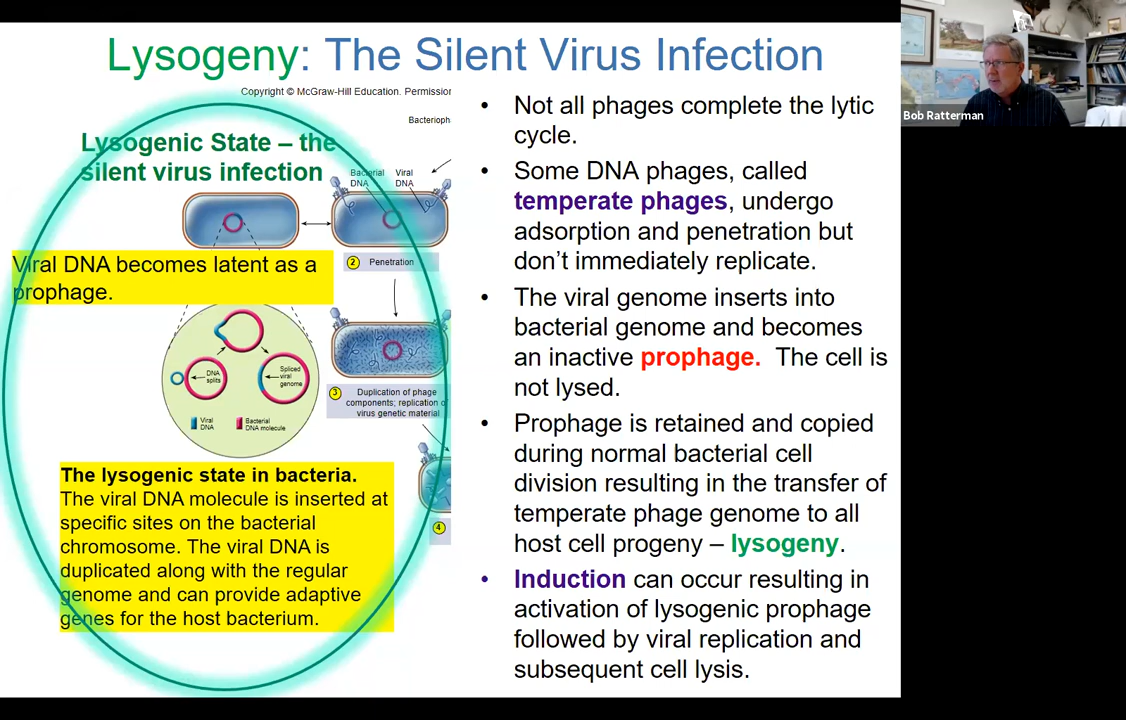 Lysogeny: The Silent Virus Infection
Copyright © McGraw-Hill Education. Permission
Bacterioph
Lysogenic State – the
silent virus infection
Bacterial
DNA
Viral
DNA
2 Penetration
Viral DNA becomes latent as a
prophage.
DNA
splits
Spliced
viral
genome
Viral
DNA
Bacterial
DNA molecule
3 Duplication of phage
components; replication of
virus genetic material
4
The lysogenic state in bacteria.
The viral DNA molecule is inserted at
specific sites on the bacterial
chromosome. The viral DNA is
duplicated along with the regular
genome and can provide adaptive
genes for the host bacterium.
• Not all phages complete the lytic
cycle.
• Some DNA phages, called
temperate phages, undergo
adsorption and penetration but
don’t immediately replicate.
• The viral genome inserts into
bacterial genome and becomes
an inactive prophage. The cell is
not lysed.
• Prophage is retained and copied
during normal bacterial cell
division resulting in the transfer of
temperate phage genome to all
host cell progeny – lysogeny.
• Induction can occur resulting in
activation of lysogenic prophage
followed by viral replication and
subsequent cell lysis.
Bob Ratterman